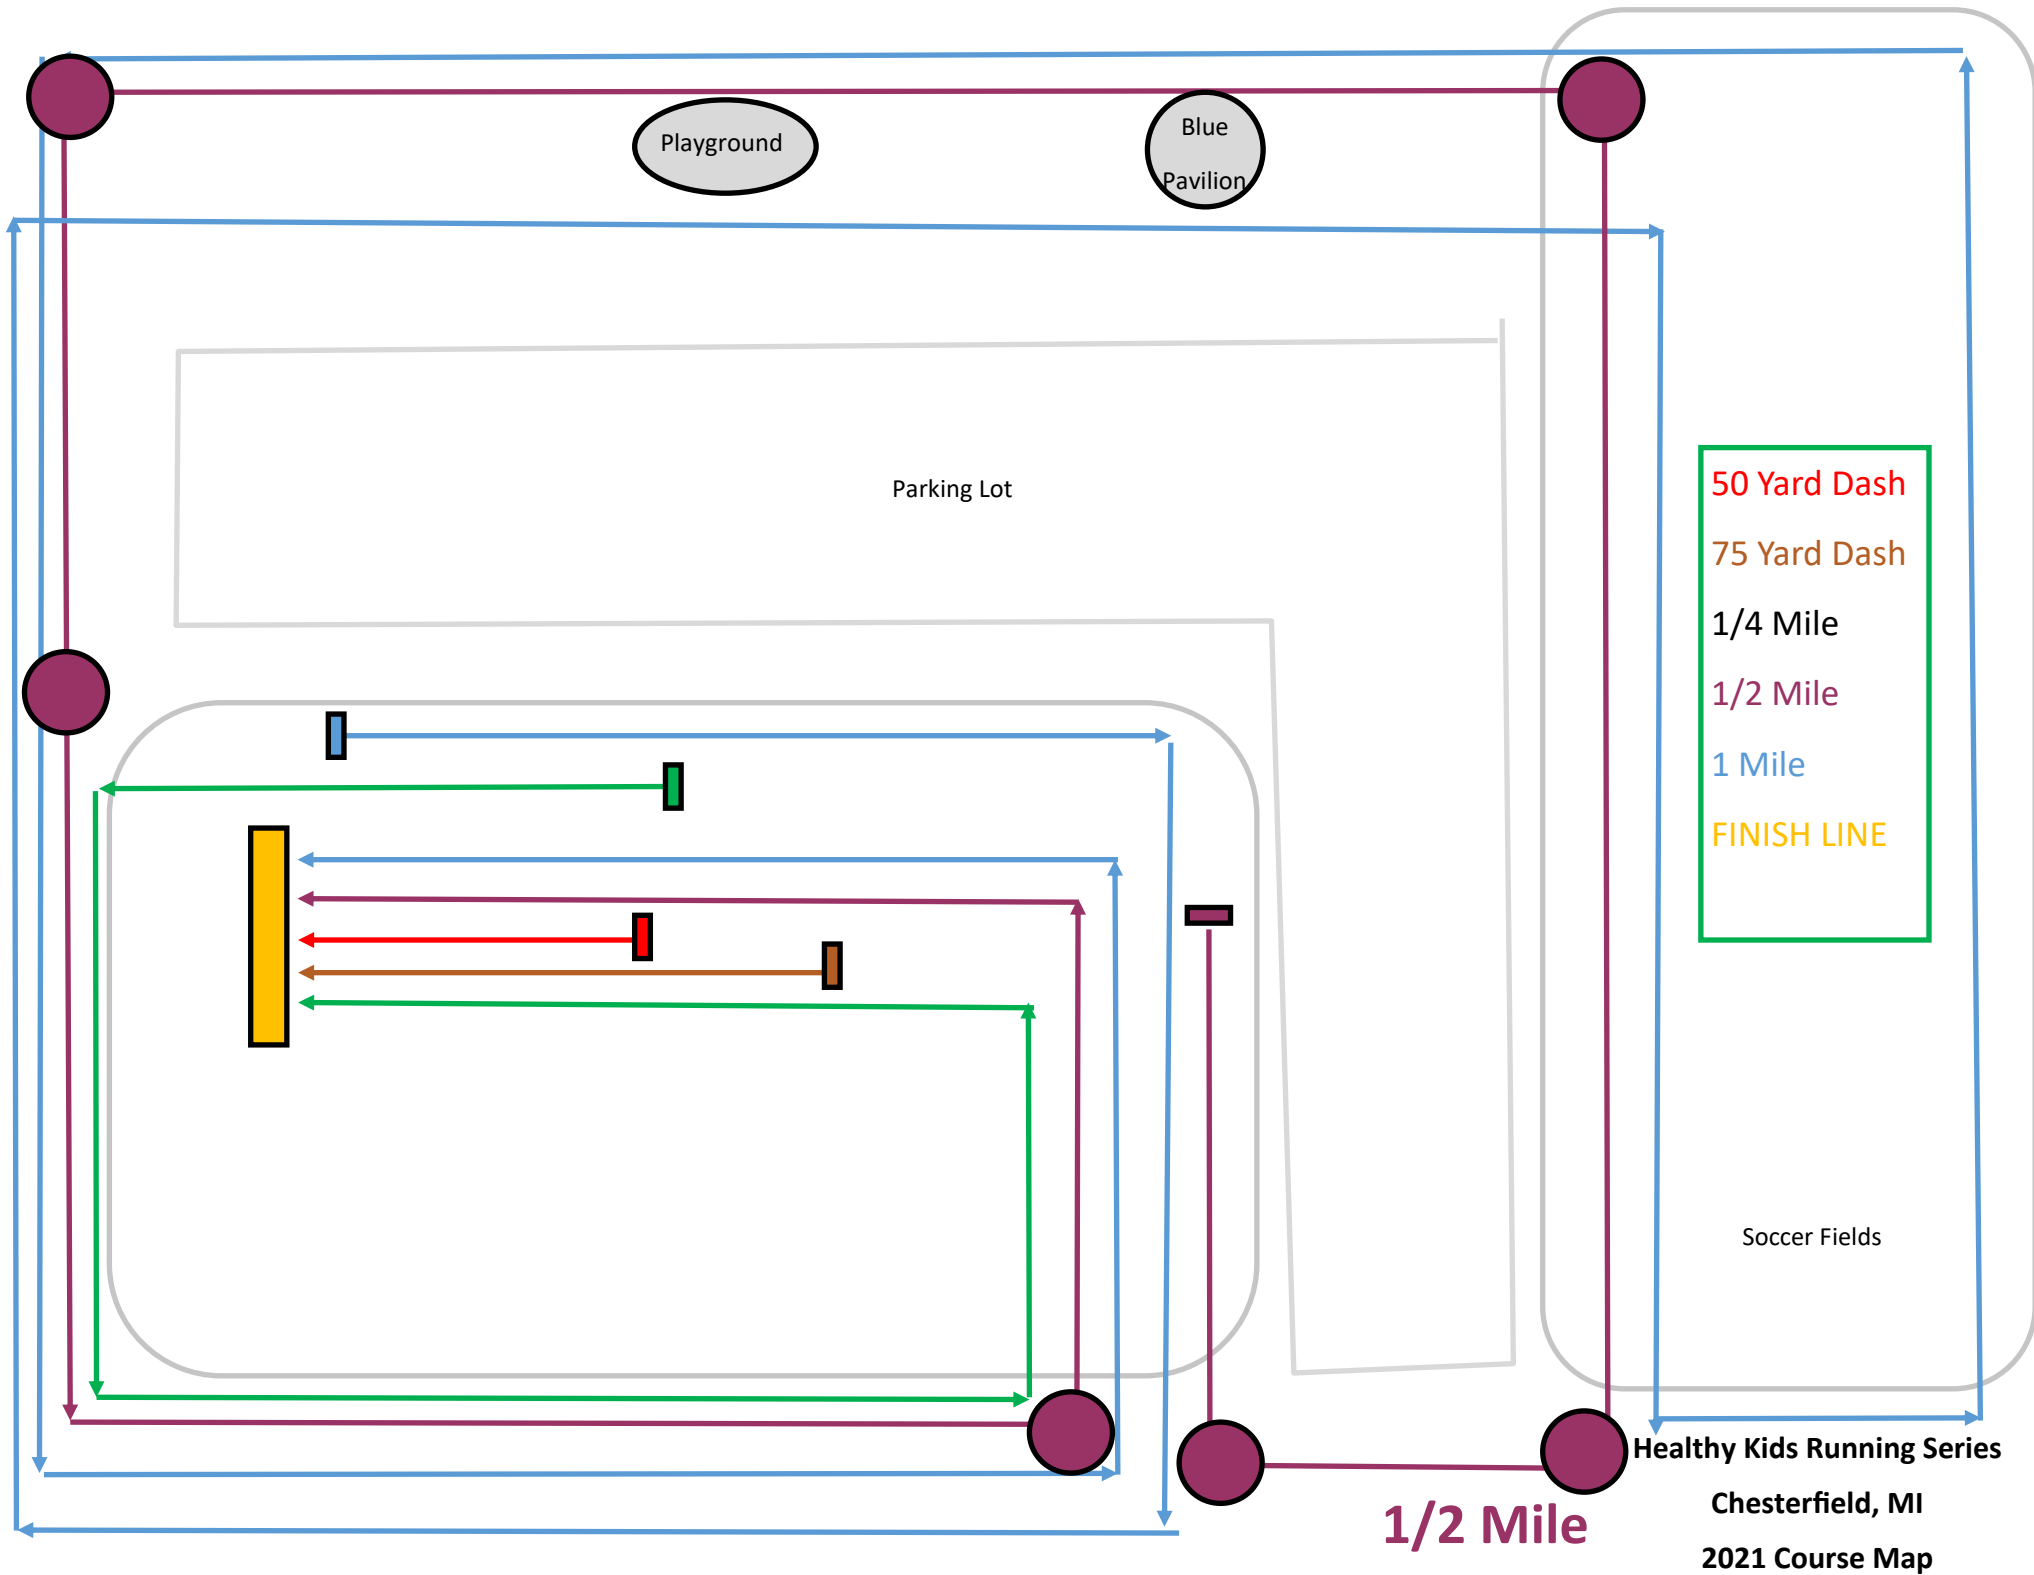 Playground
Blue
Pavilion
Parking Lot
50 Yard Dash
75 Yard Dash
1/4 Mile
1/2 Mile
1 Mile
FINISH LINE
Soccer Fields
1/2 Mile
Healthy Kids Running Series
Chesterfield, MI
2021 Course Map